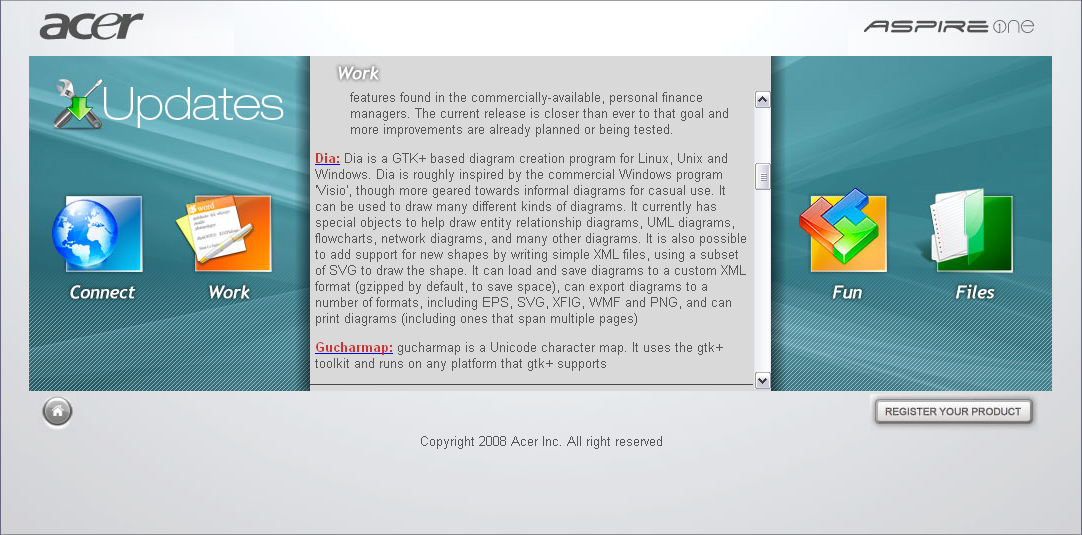 acer
ASPIRE one
Updates
Work
features found in the commercially-available, personal finance
managers. The current release is closer than ever to that goal and
more improvements are already planned or being tested.
Dia: Dia is a GTK+ based diagram creation program for Linux, Unix and
Windows. Dia is roughly inspired by the commercial Windows program
'Visio', though more geared towards informal diagrams for casual use. It
can be used to draw many different kinds of diagrams. It currently has
special objects to help draw entity relationship diagrams, UML diagrams,
flowcharts, network diagrams, and many other diagrams. It is also possible
to add support for new shapes by writing simple XML files, using a subset
of SVG to draw the shape. It can load and save diagrams to a custom XML
format (gzipped by default, to save space), can export diagrams to a
number of formats, including EPS, SVG, XFIG, WMF and PNG, and can
print diagrams (including ones that span multiple pages)
Gucharmap: gucharmap is a Unicode character map. It uses the gtk+
toolkit and runs on any platform that gtk+ supports
word
Connect
Work
Fun
Files
REGISTER YOUR PRODUCT
Copyright 2008 Acer Inc. All right reserved